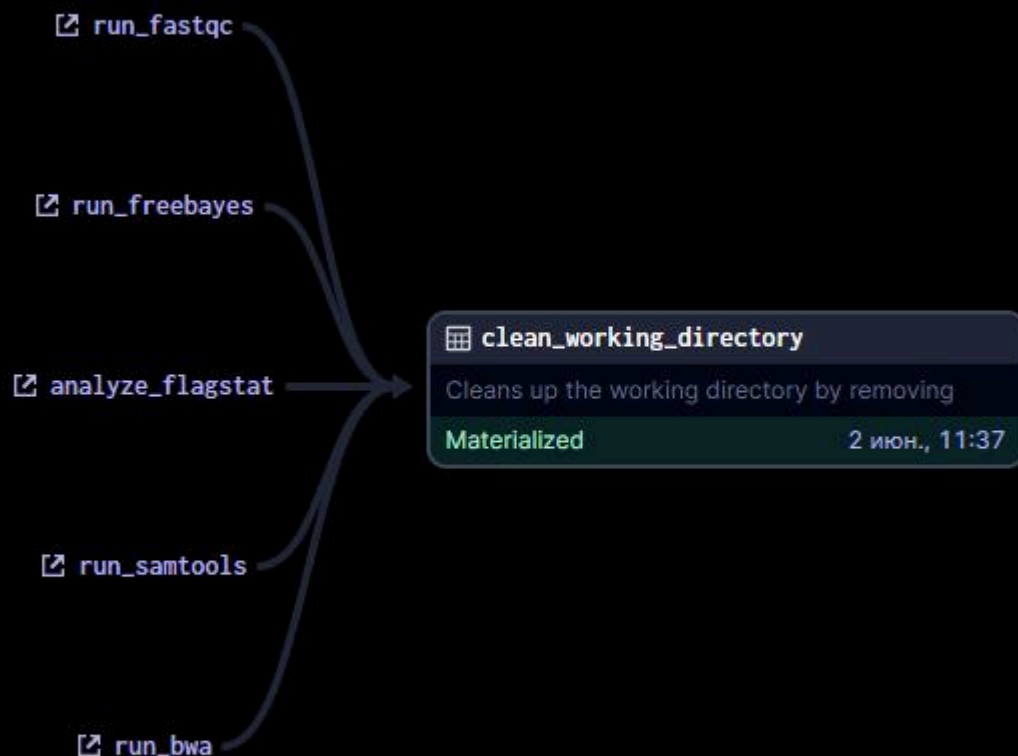 run_fastqc
run_freebayes
analyze_flagstat
clean_working_directory
Cleans up the working directory by removing
Materialized 2 июн., 11:37
run_samtools
run_bwa